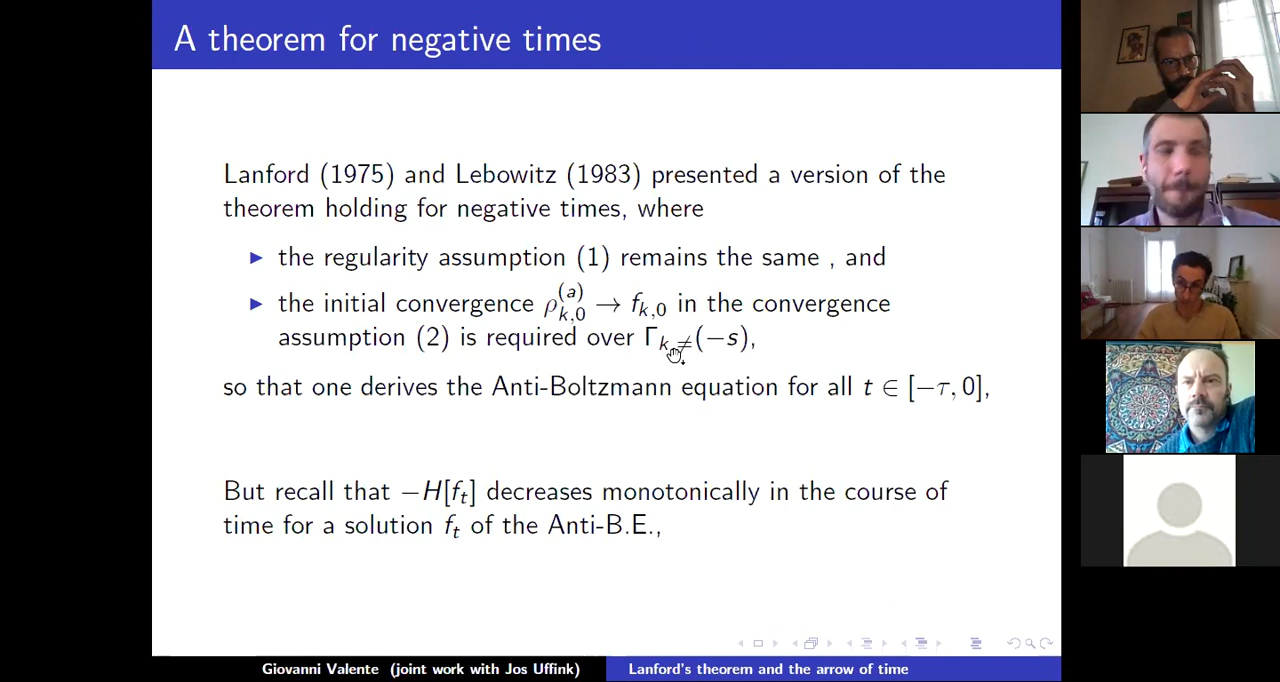 A theorem for negative times
Lanford (1975) and Lebowitz (1983) presented a version of the
theorem holding for negative times, where
▶ the regularity assumption (1) remains the same , and
▶ the initial convergence ρ_{k,0}^{(a)} → f_{k,0} in the convergence
assumption (2) is required over Γ_{k,≠}(−s),
so that one derives the Anti-Boltzmann equation for all t ∈ [−τ, 0],
But recall that −H[f_t] decreases monotonically in the course of
time for a solution f_t of the Anti-B.E.,
Giovanni Valente (joint work with Jos Uffink)
Lanford's theorem and the arrow of time